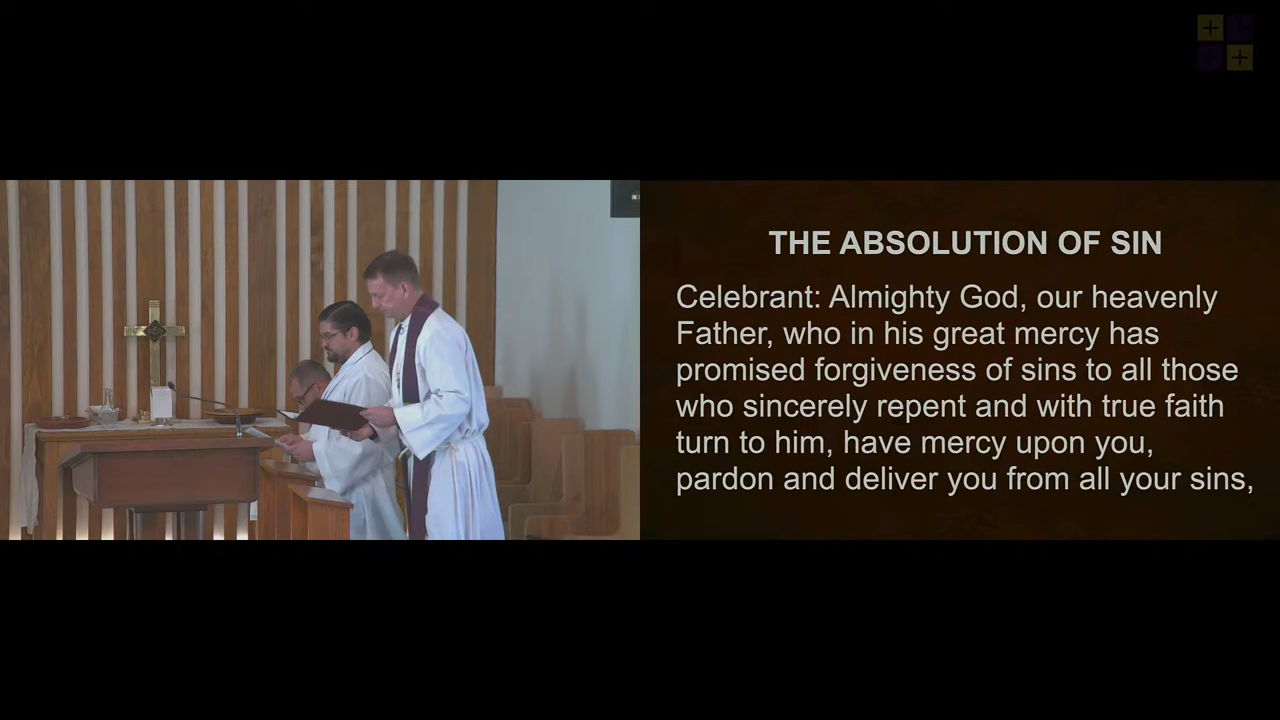 THE ABSOLUTION OF SIN
Celebrant: Almighty God, our heavenly
Father, who in his great mercy has
promised forgiveness of sins to all those
who sincerely repent and with true faith
turn to him, have mercy upon you,
pardon and deliver you from all your sins,